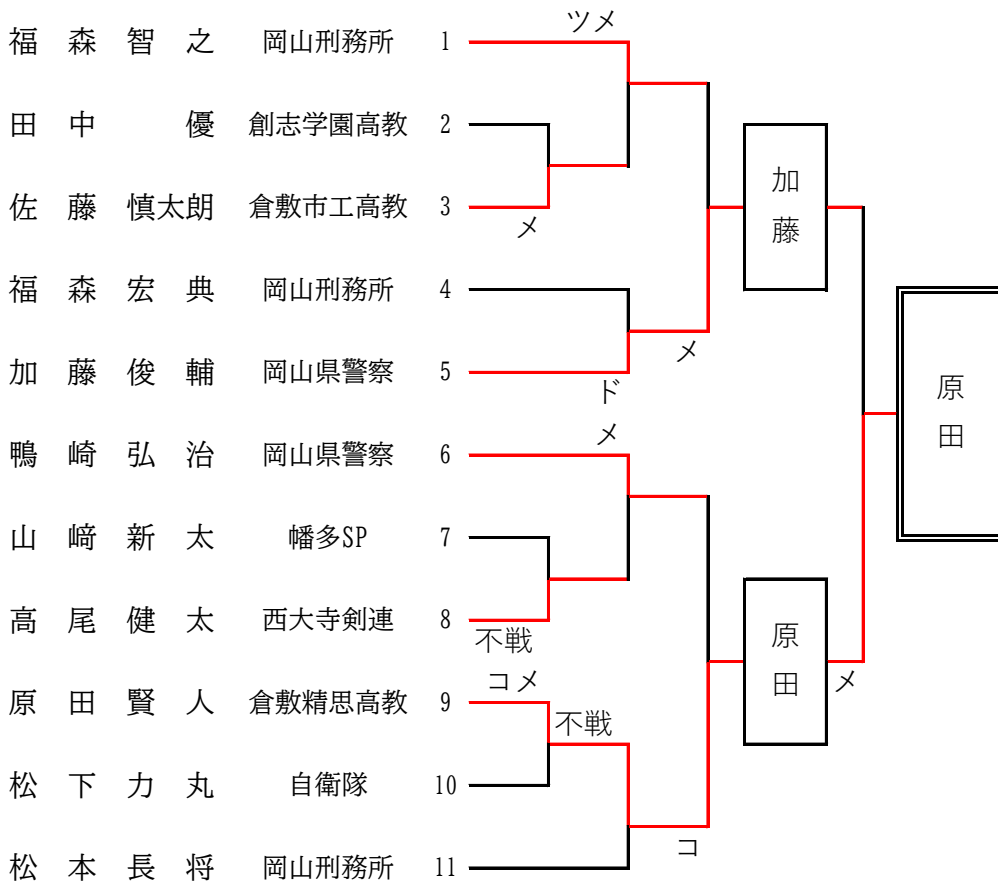 ツメ
福森智之 岡山刑務所 1
田中優 創志学園高教 2
加藤
佐藤慎太朗 倉敷市工高教 3
メ
福森宏典 岡山刑務所 4
メ
加藤俊輔 岡山県警察 5
ド
原田
メ
鴨崎弘治 岡山県警察 6
山﨑新太 幡多SP 7
高尾健太 西大寺剣連 8
不戦
原田
メ
コメ
原田賢人 倉敷精思高教 9
不戦
松下力丸 自衛隊 10
コ
松本長将 岡山刑務所 11